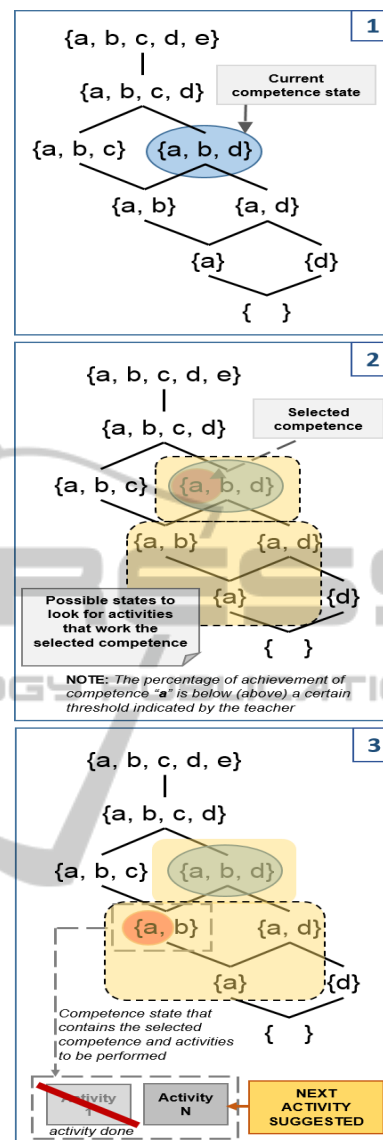 1
{a, b, c, d, e}
{a, b, c, d}
Current
competence state
{a, b, c} {a, b, d}
{a, b} {a, d}
{a} {d}
{ }
2
{a, b, c, d, e}
{a, b, c, d}
Selected
competence
{a, b, c} {a, b, d}
{a, b} {a, d}
Possible states to
look for activities
that work the
selected competence
{a} {d}
{ }
NOTE: The percentage of achievement of
competence "a" is below (above) a certain
threshold indicated by the teacher
3
{a, b, c, d, e}
{a, b, c, d}
{a, b, c} {a, b, d}
{a, b} {a, d}
{a} {d}
{ }
Competence state that
contains the selected
competence and activities
to be performed
Activity
1
activity done
Activity
N
NEXT
ACTIVITY
SUGGESTED